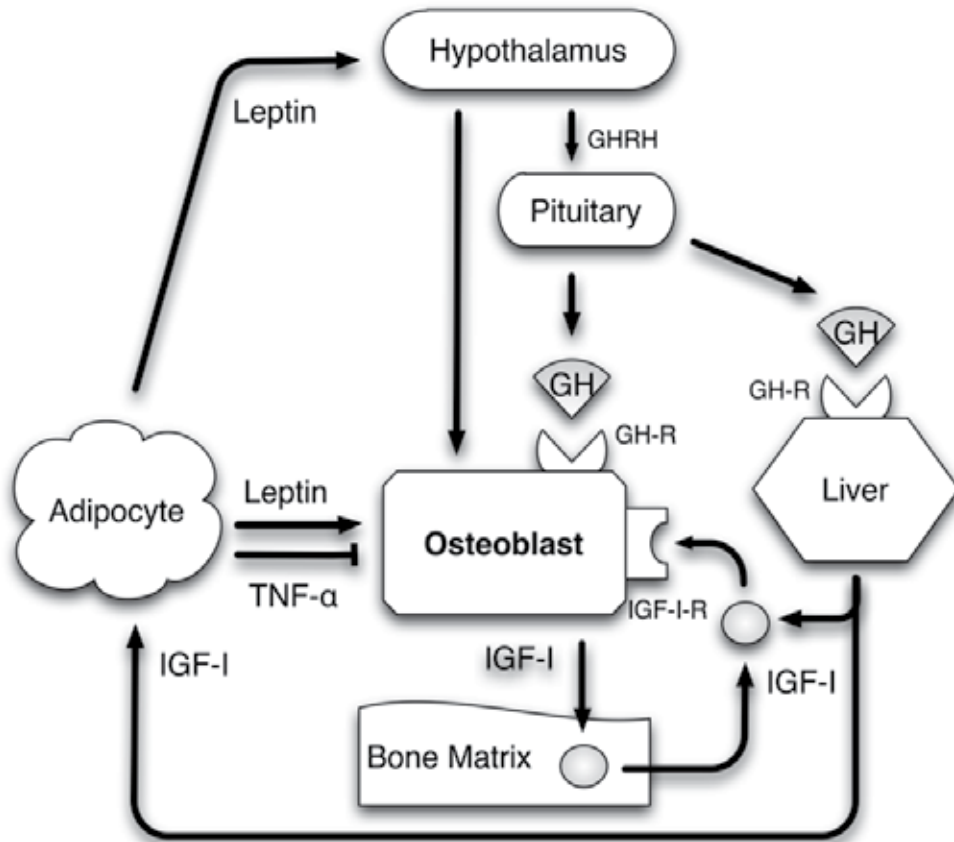 Hypothalamus
Leptin
GHRH
Pituitary
GH
GH-R
GH
GH-R
Adipocyte
Leptin
TNF-α
Osteoblast
Liver
IGF-I-R
IGF-I
IGF-I
IGF-I
Bone Matrix